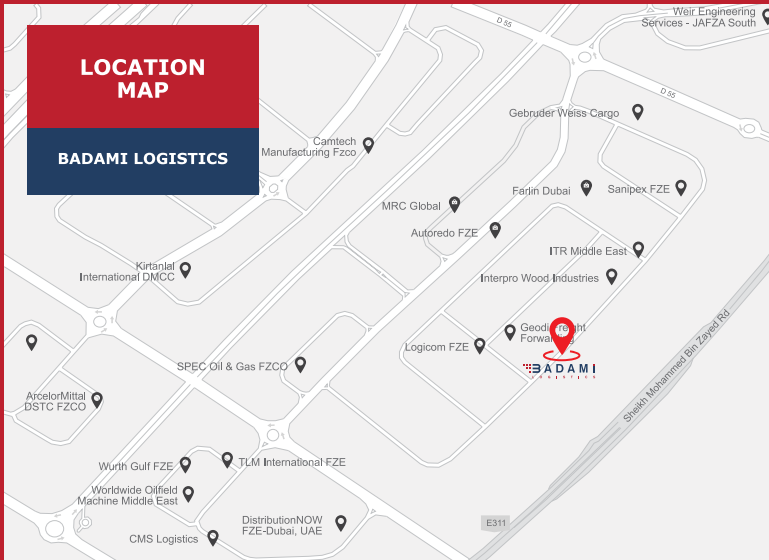 LOCATION
MAP
BADAMI LOGISTICS
Weir Engineering
Services - JAFZA South
D 55
D 55
Gebruder Weiss Cargo
Camtech
Manufacturing Fzco
Farlin Dubai
Sanipex FZE
MRC Global
Autoredo FZE
ITR Middle East
Kirtanlal
International DMCC
Interpro Wood Industries
Logicom FZE
BADAMI
LOGISTICS
SPEC Oil & Gas FZCO
Sheikh Mohammed Bin Zayed Rd
ArcelorMittal
DSTC FZCO
Wurth Gulf FZE
TLM International FZE
Worldwide Oilfield
Machine Middle East
CMS Logistics
DistributionNOW
FZE-Dubai, UAE
E311